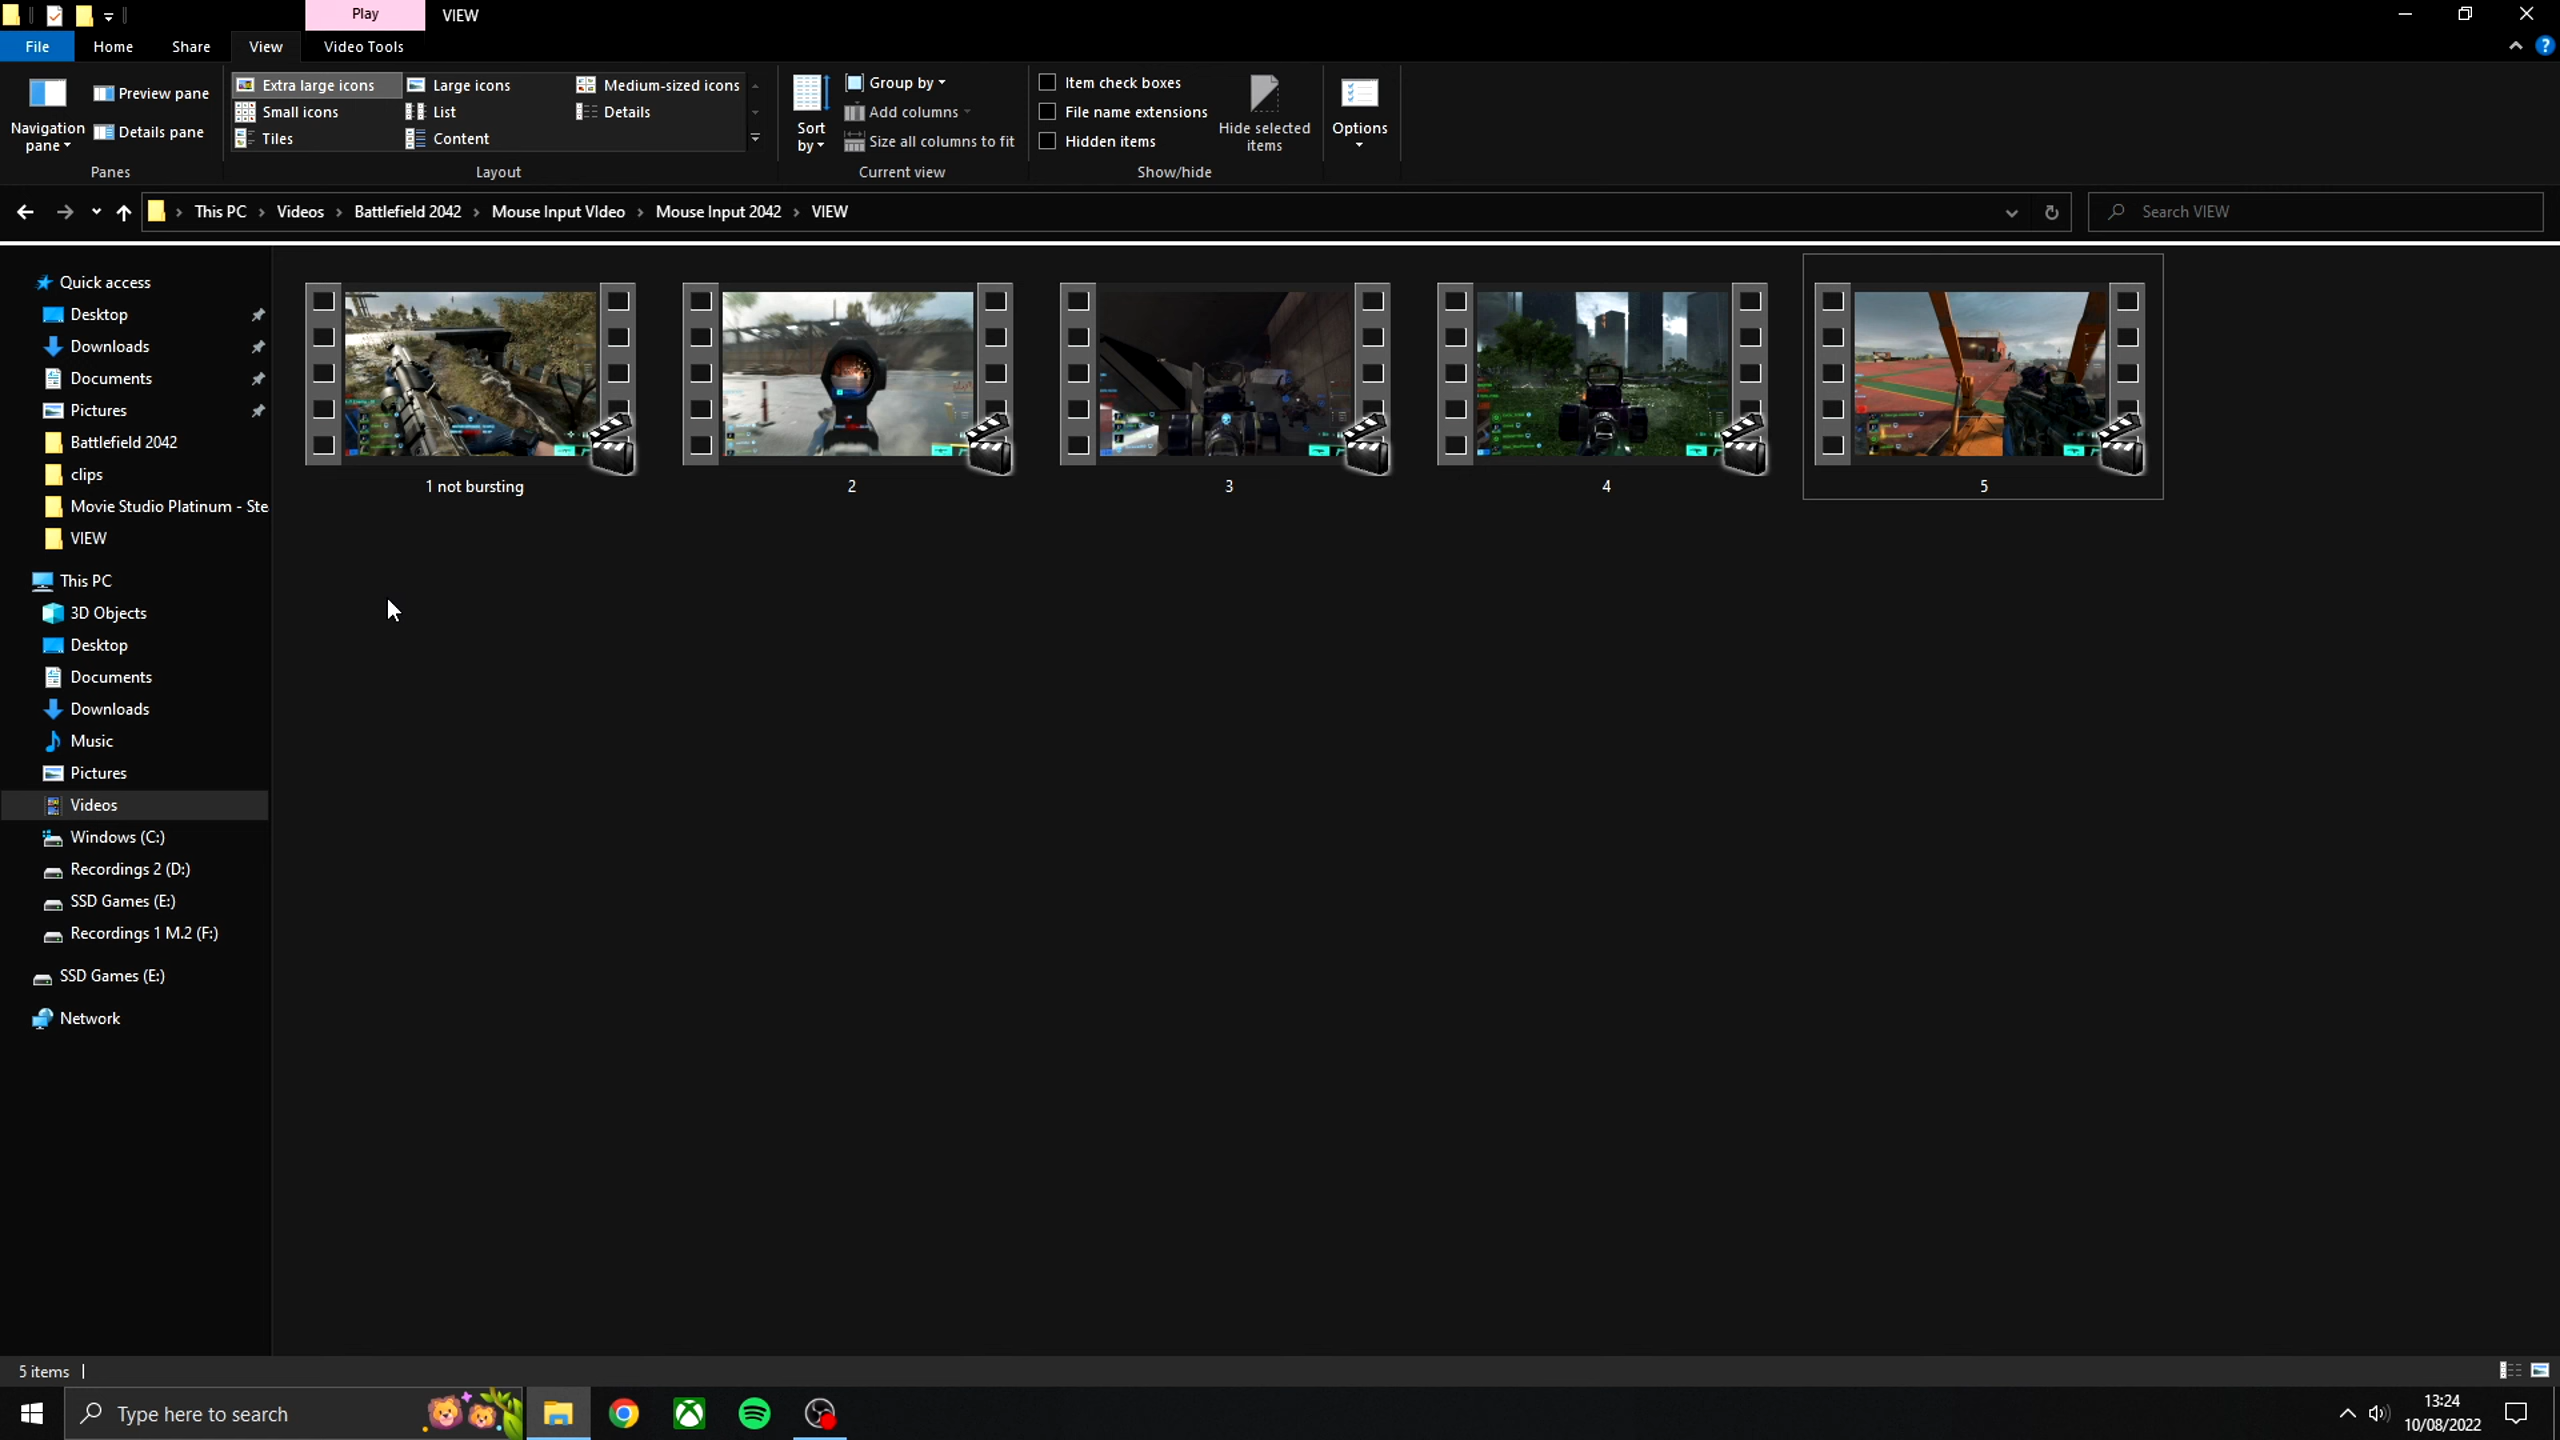 Play VIEW
File Home Share View Video Tools
Navigation pane
Preview pane
Details pane
Panes
Extra large icons Large icons Medium-sized icons
Small icons List Details
Tiles Content
Layout
Sort by
Group by
Add columns
Size all columns to fit
Current view
Item check boxes
File name extensions
Hidden items
Hide selected items
Show/hide
Options
This PC Videos Battlefield 2042 Mouse Input VIdeo Mouse Input 2042 VIEW
Search VIEW
Quick access
Desktop
Downloads
Documents
Pictures
Battlefield 2042
clips
Movie Studio Platinum - Ste
VIEW
This PC
3D Objects
Desktop
Documents
Downloads
Music
Pictures
Videos
Windows (C:)
Recordings 2 (D:)
SSD Games (E:)
Recordings 1 M.2 (F:)
SSD Games (E:)
Network
1 not bursting
2
3
4
5
5 items
Type here to search
13:24
10/08/2022